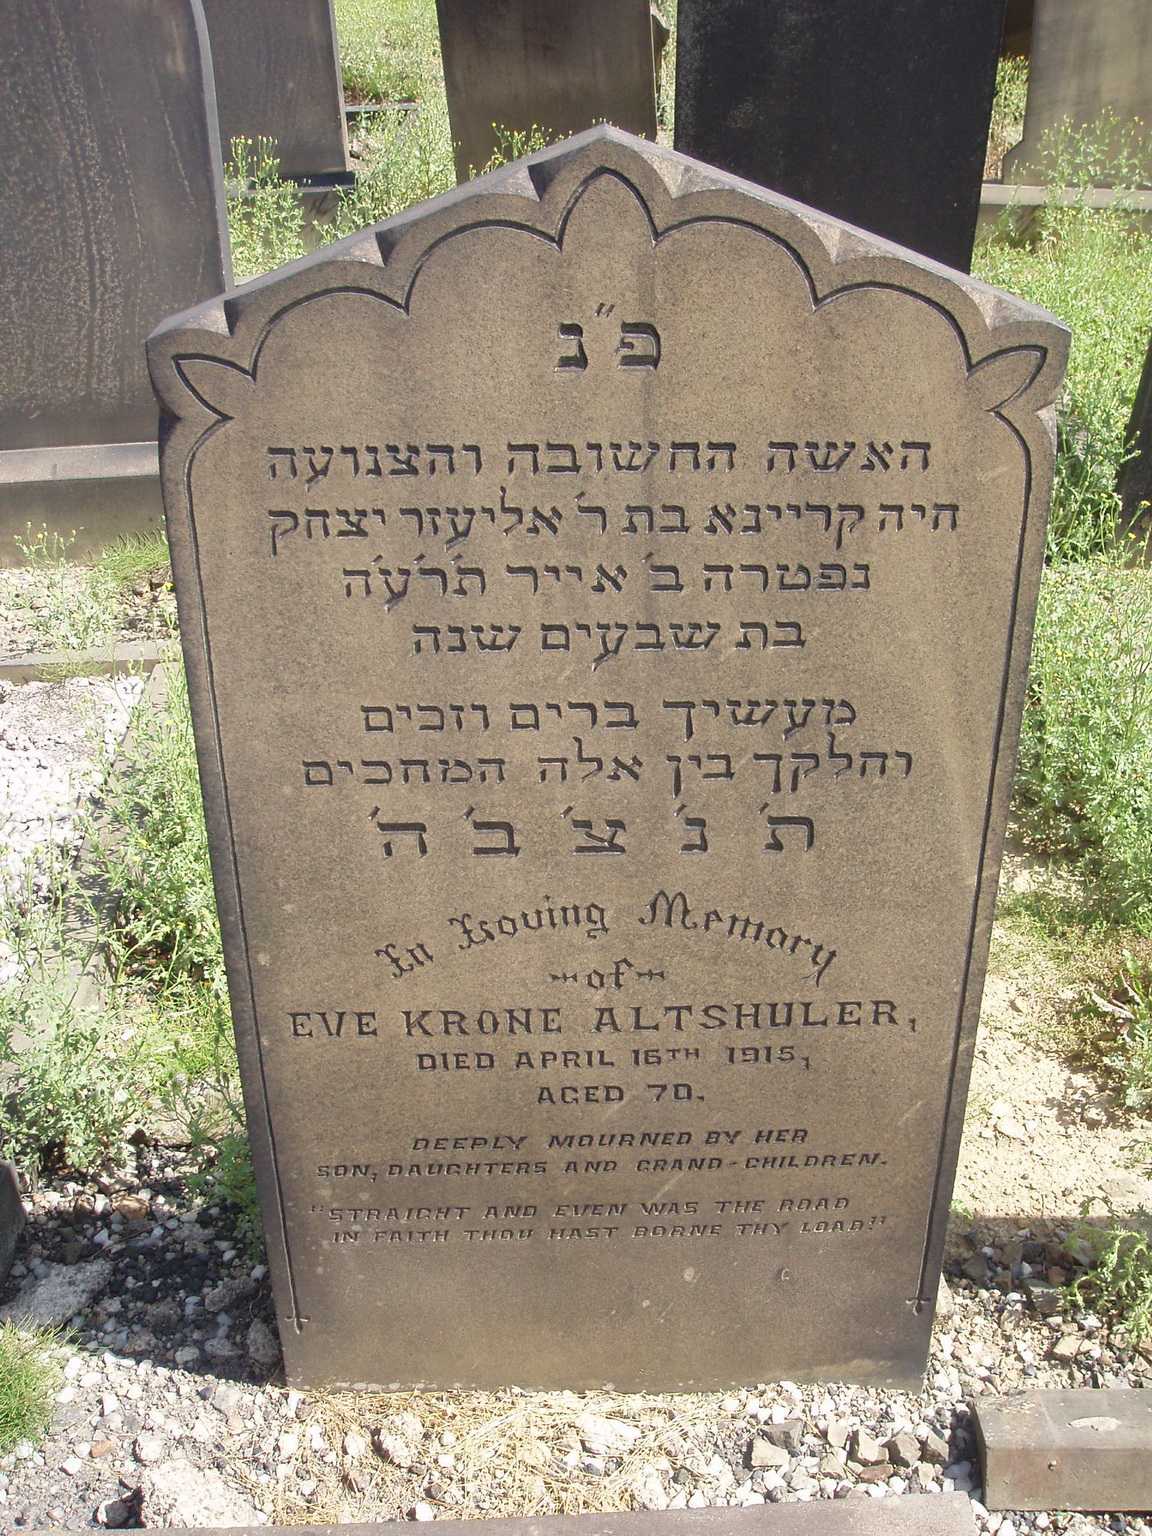 פ״נ
האשה החשובה והצנועה
חיה קריינא בת ר׳ אליעזר יצחק
נפטרה ב׳ אייר ת׳ר׳ע׳ה
בת שבעים שנה
מעשיך ברים וזכים
והלקך בין אלה המחכים
ת׳ נ׳ צ׳ ב׳ ה׳
In Loving Memory
of
EVE KRONE ALTSHULER,
DIED APRIL 16TH 1915,
AGED 70.
DEEPLY MOURNED BY HER
SON, DAUGHTERS AND GRAND-CHILDREN.
"STRAIGHT AND EVEN WAS THE ROAD
IN FAITH THOU HAST BORNE THY LOAD"